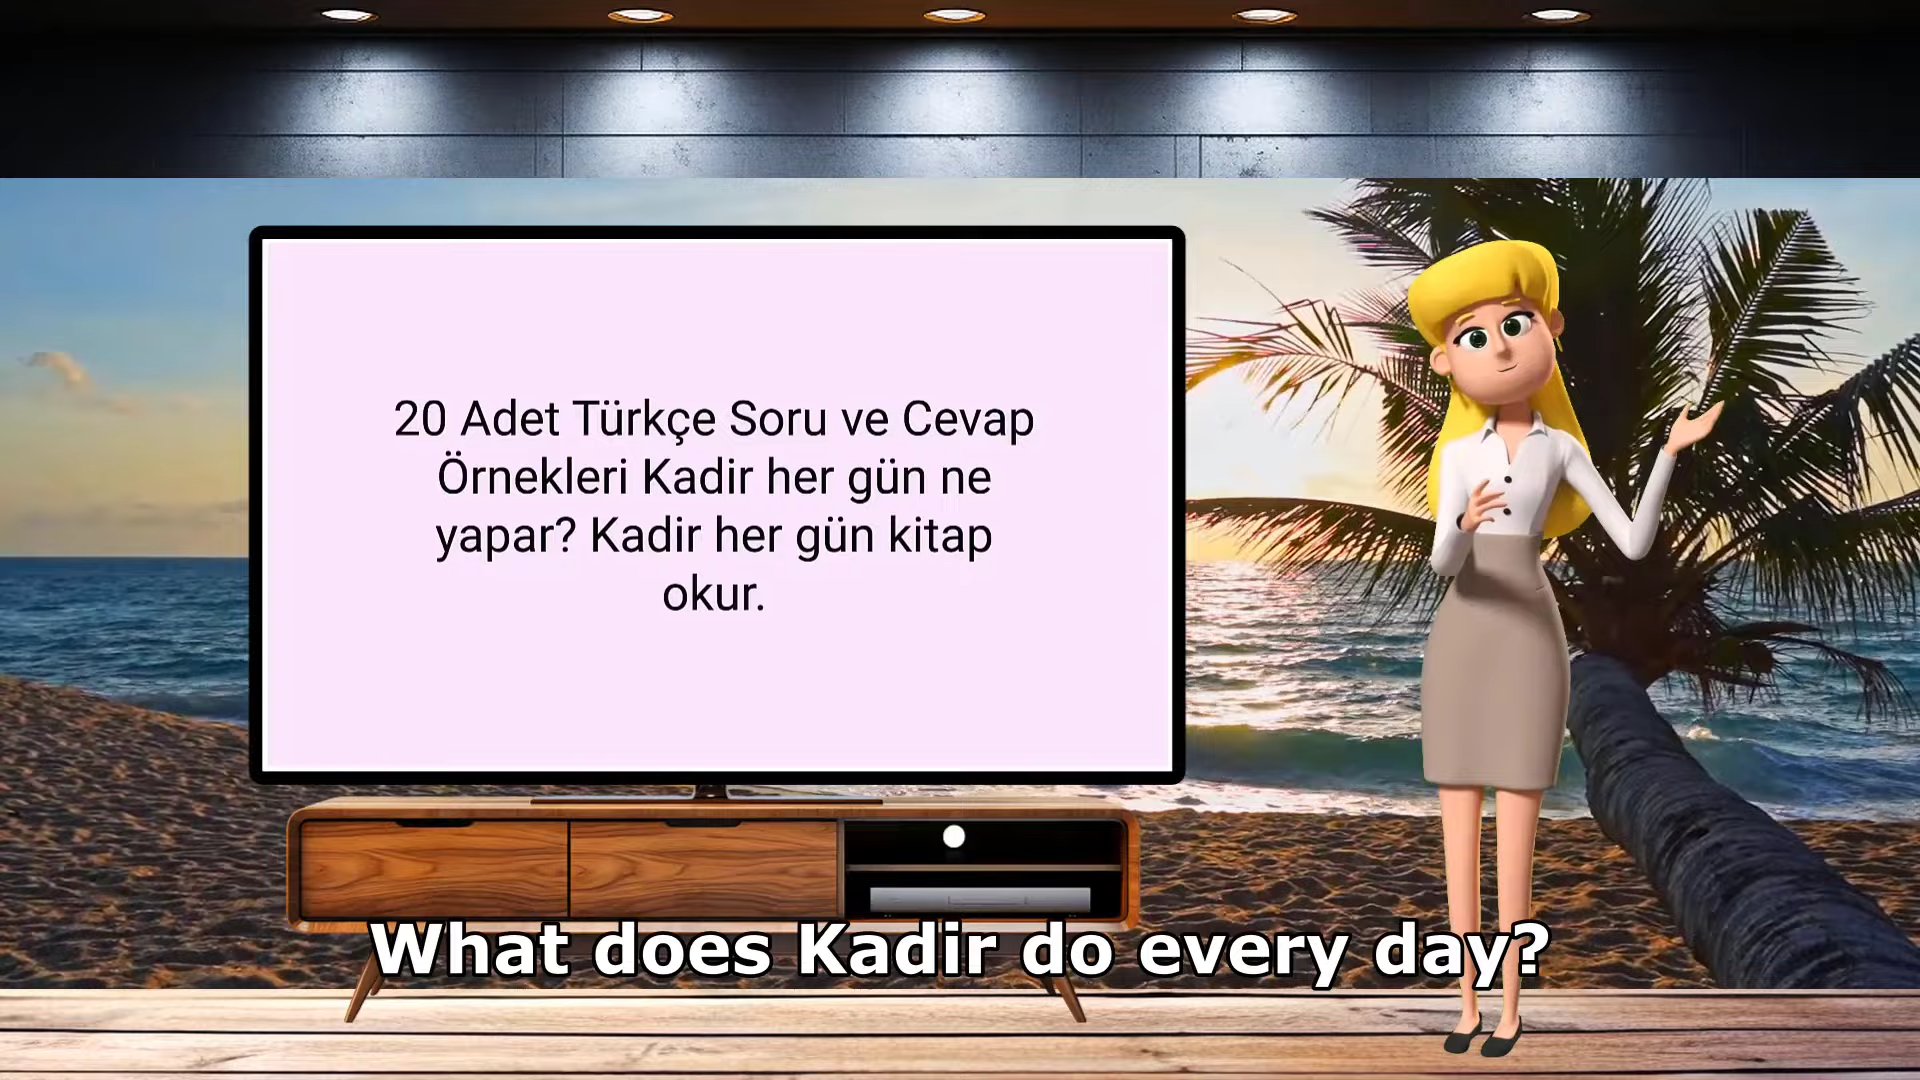 20 Adet Türkçe Soru ve Cevap
Örnekleri Kadir her gün ne
yapar? Kadir her gün kitap
okur.
What does Kadir do every day?